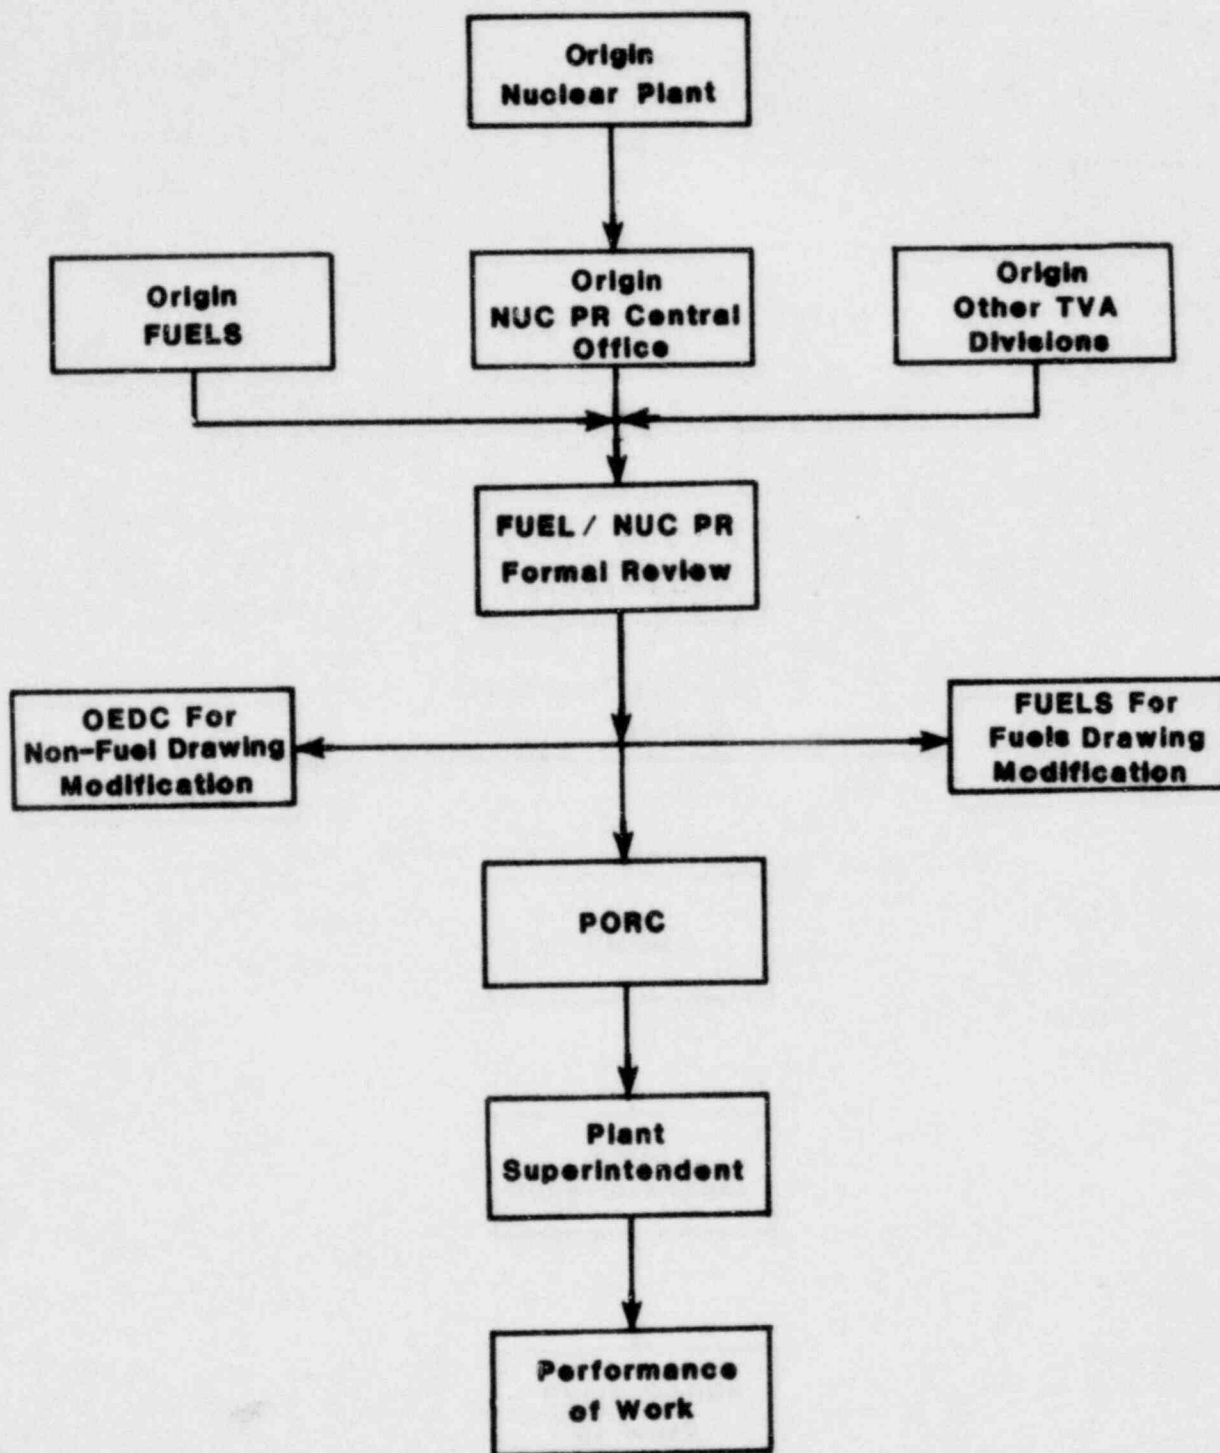 Origin
Nuclear Plant
Origin
FUELS
Origin
NUC PR Central
Office
Origin
Other TVA
Divisions
FUEL / NUC PR
Formal Review
OEDC For
Non-Fuel Drawing
Modification
FUELS For
Fuels Drawing
Modification
PORC
Plant
Superintendent
Performance
of Work